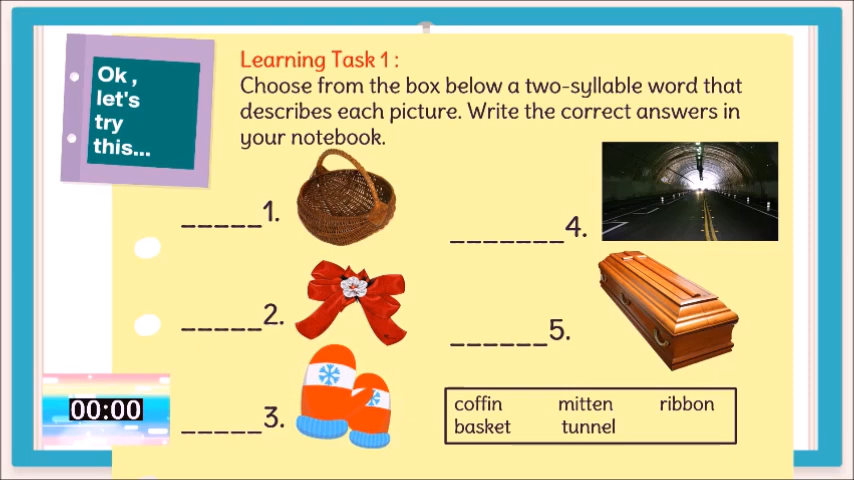 Ok,
let's
try
this...
Learning Task 1:
Choose from the box below a two-syllable word that
describes each picture. Write the correct answers in
your notebook.
_____1.
_____2.
_____3.
_______4.
______5.
coffin mitten ribbon
basket tunnel
00:00